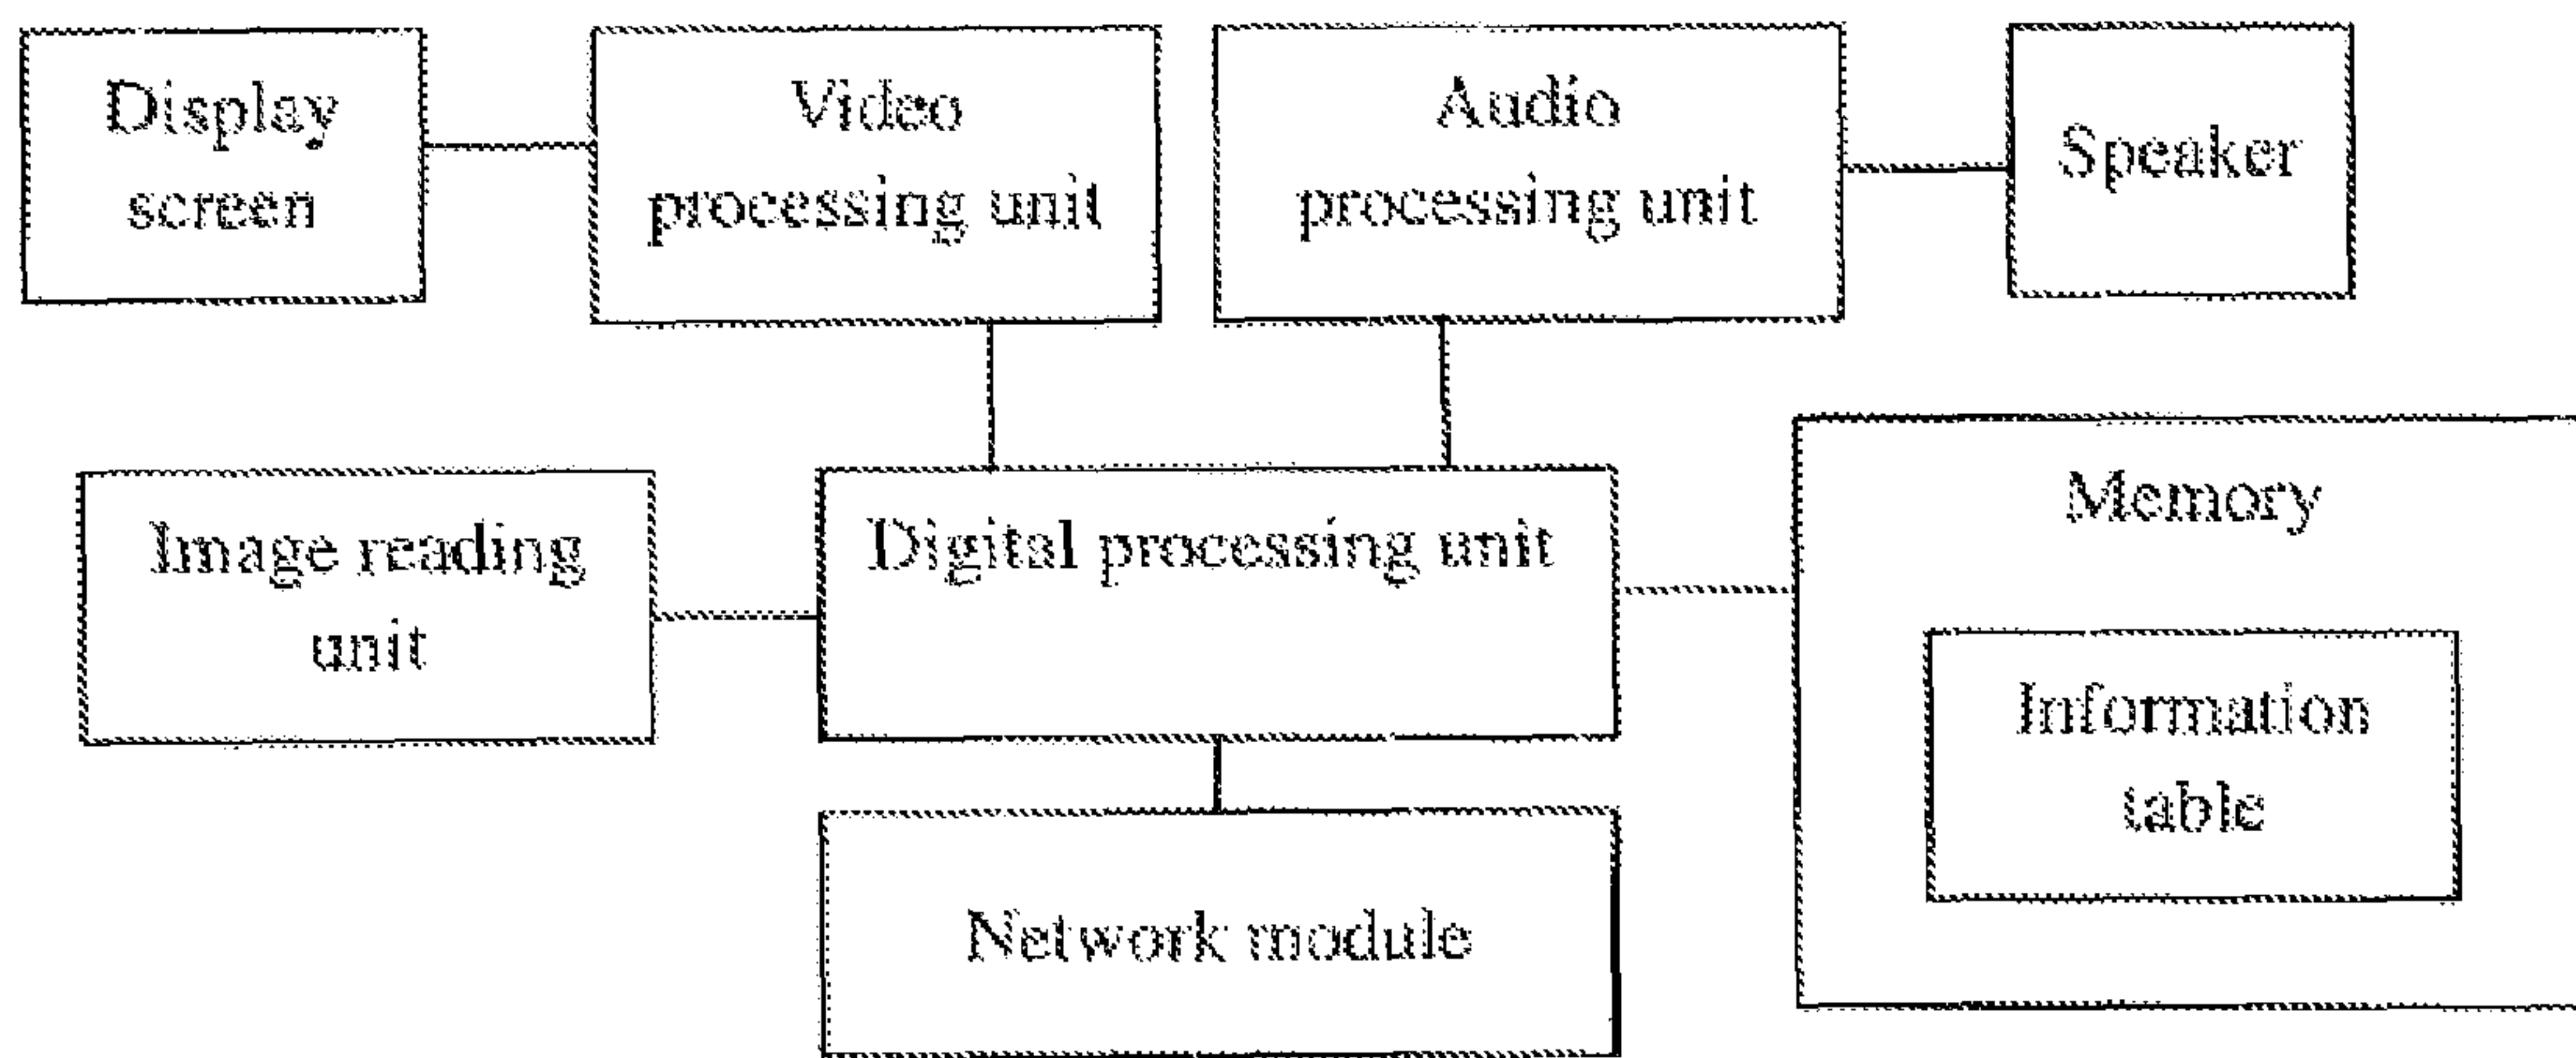 Display
screen
Video
processing unit
Audio
processing unit
Speaker
Image reading
unit
Digital processing unit
Memory
Information
table
Network module